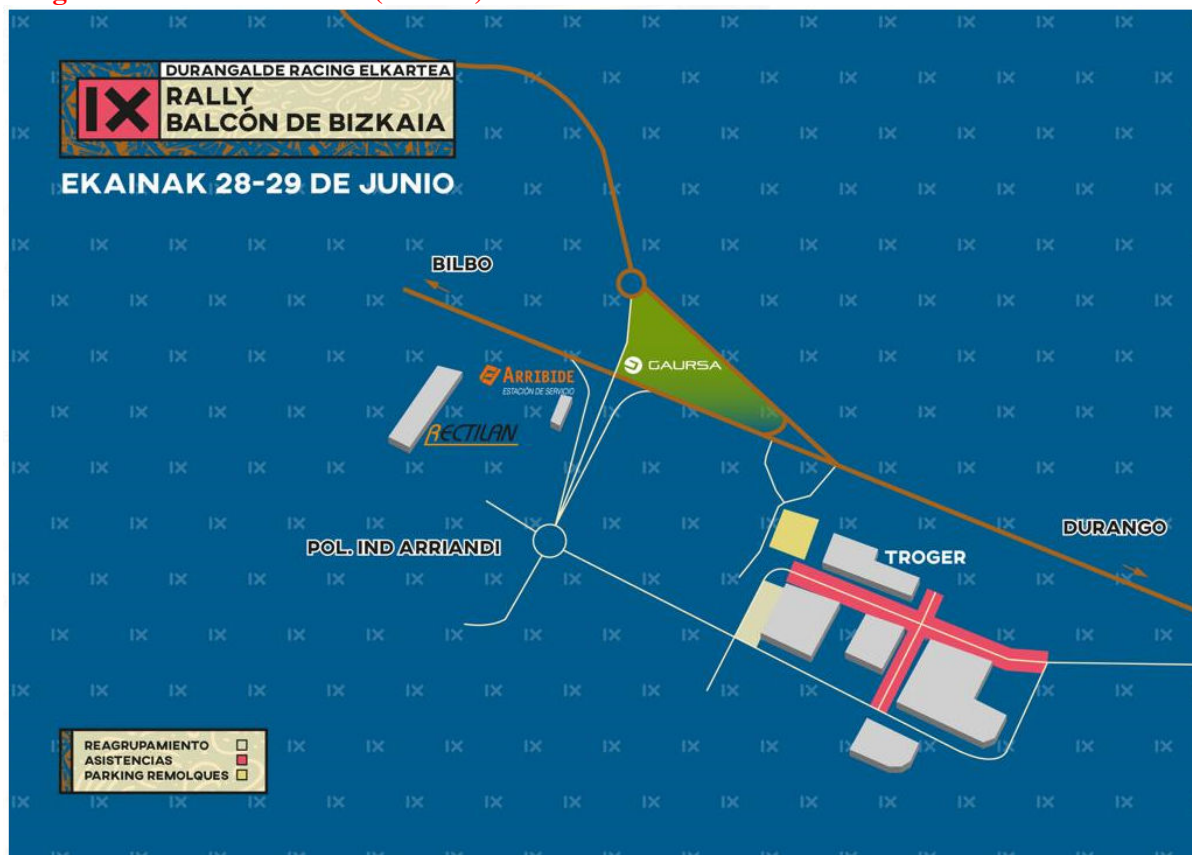 DURANGALDE RACING ELKARTEA
IX
RALLY
BALCÓN DE BIZKAIA
EKAINAK 28-29 DE JUNIO
BILBO
GAURSA
ARRIBIDE
ESTACIÓN DE SERVICIO
RECTILAN
DURANGO
POL. IND ARRIANDI
TROGER
REAGRUPAMIENTO
ASISTENCIAS
PARKING REMOLQUES